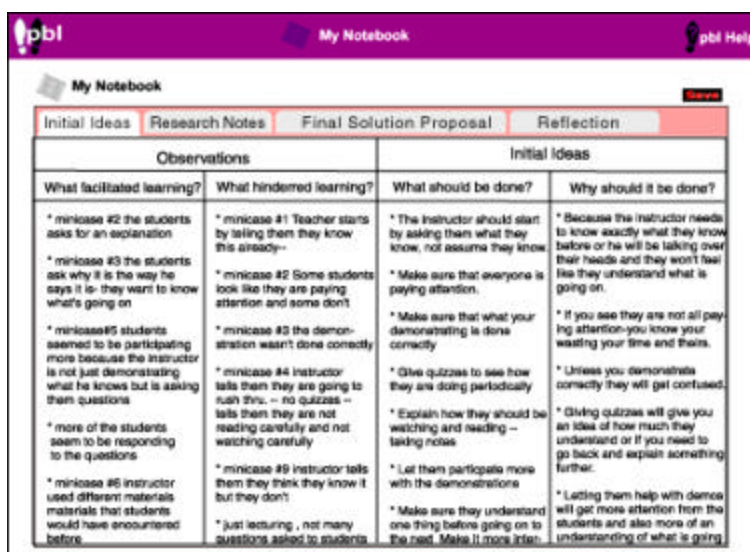 pbl
My Notebook
pbl Help
My Notebook
Save
Initial Ideas
Research Notes
Final Solution Proposal
Reflection
Observations
Initial Ideas
What facilitated learning?
What hinderred learning?
What should be done?
Why should it be done?
* minicase #2 the students
asks for an explanation
* minicase #3 the students
ask why it is the way he
says it is- they want to know
what's going on
* minicase#5 students
seemed to be participating
more because the instructor
is not just demonstrating
what he knows but is asking
them questions
* more of the students
seem to be responding
to the questions
* minicase #6 instructor
used different materials
materials that students
would have encountered
before
* minicase #1 Teacher starts
by telling them they know
this already--
* minicase #2 Some students
look like they are paying
attention and some don't
* minicase #3 the demon-
stration wasn't done correctly
* minicase #4 instructor
tells them they are going to
rush thru. -- no quizzes --
tells them they are not
reading carefully and not
watching carefully
* minicase #9 instructor tells
them they think they know it
but they don't
* just lecturing , not many
questions asked to students
* The Instructor should start
by asking them what they
know, not assume they know.
* Make sure that everyone is
paying attention.
* Make sure that what your
demonstrating is done
correctly
* Give quizzes to see how
they are doing periodically
* Explain how they should be
watching and reading --
taking notes
* Let them particpate more
with the demonstrations
* Make sure they understand
one thing before going on to
the next. Make it more inter-
* Because the instructor needs
to know exactly what they know
before or he will be talking over
their heads and they won't feel
like they understand what is
going on.
* If you see they are not all pay-
ing attention-you know your
wasting your time and theirs.
* Unless you demonstrate
correctly they will get confused.
* Giving quizzes will give you
an idea of how much they
understand or if you need to
go back and explain something
further.
* Letting them help with demos
will get more attention from the
students and also more of an
understanding of what is going